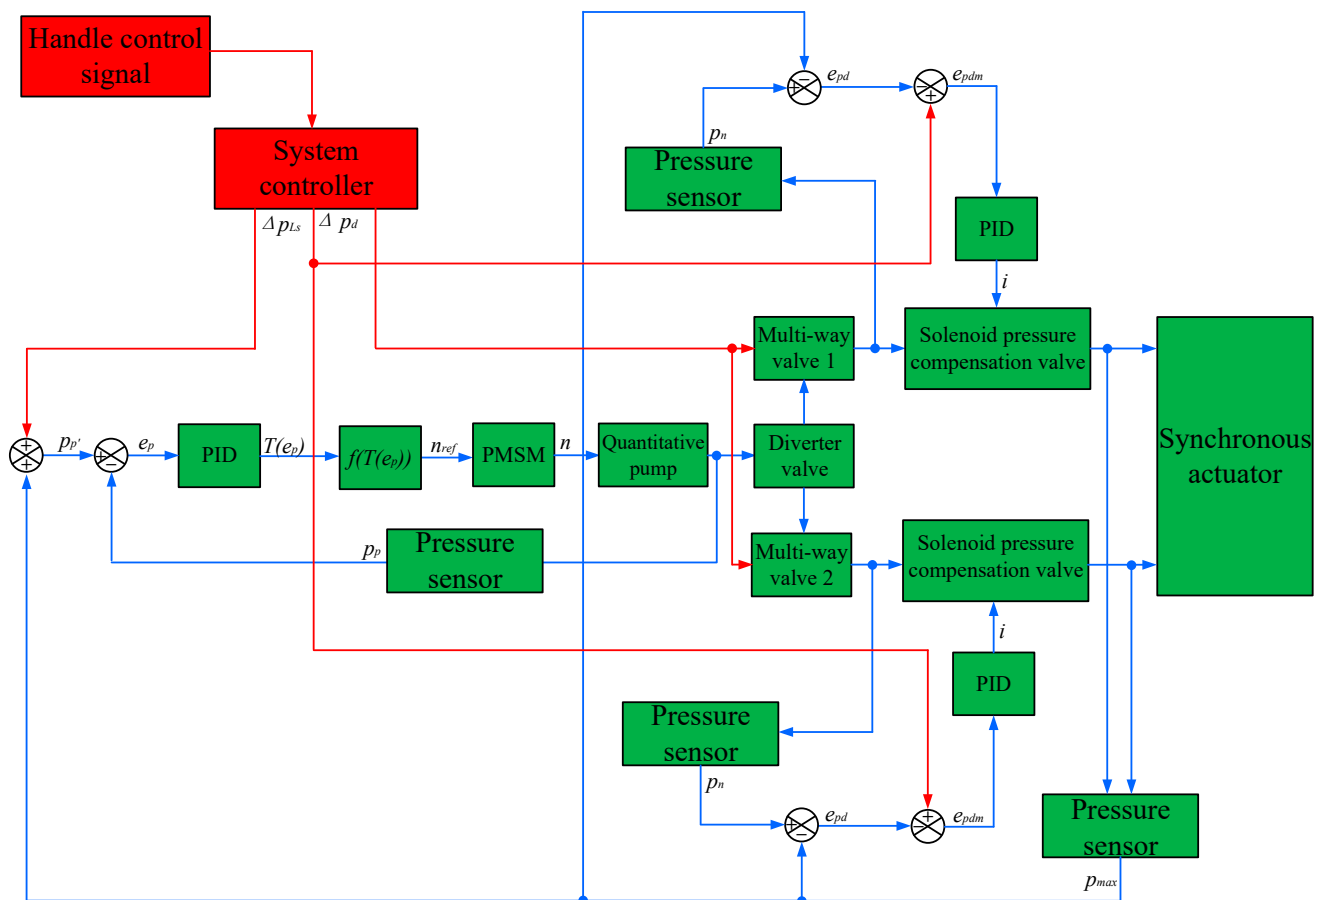 Handle control
signal
System
controller
Δ pLs
Δ pd
− 
+
epd
−
+
epdm
pn
Pressure
sensor
PID
i
Multi-way
valve 1
Solenoid pressure
compensation valve
Synchronous
actuator
+
+
pp'
+
−
ep
PID
T(ep)
f(T(ep))
nref
PMSM
n
Quantitative
pump
Diverter
valve
pp
Pressure
sensor
Multi-way
valve 2
Solenoid pressure
compensation valve
i
PID
Pressure
sensor
pn
+
−
epd
+
−
epdm
Pressure
sensor
pmax